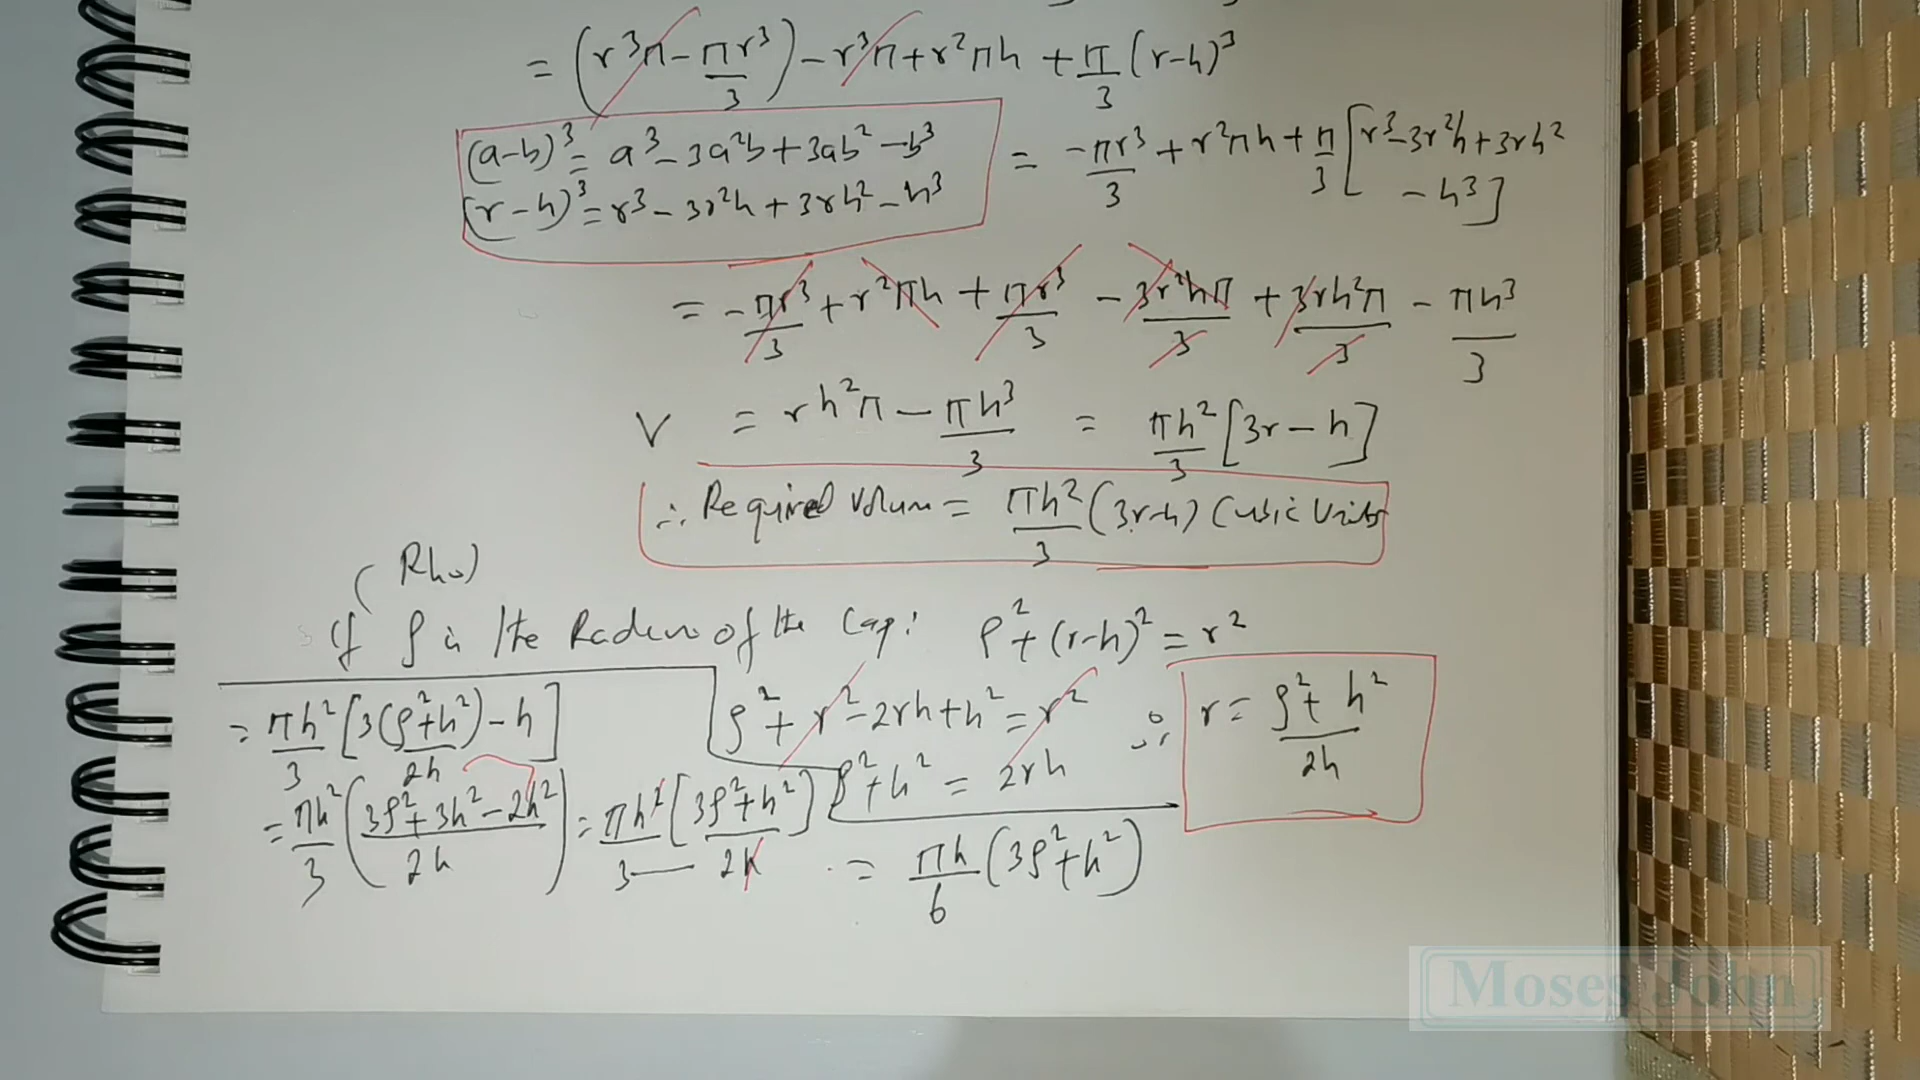 = (r³π − πr³/3) − r³π + r²πh + π/3 (r−h)³
(a−b)³ = a³ − 3a²b + 3ab² − b³
(r−h)³ = r³ − 3r²h + 3rh² − h³
= −πr³/3 + r²πh + π/3 [r³ − 3r²h + 3rh² − h³]
= −πr³/3 + r²πh + πr³/3 − 3r²hπ/3 + 3rh²π/3 − πh³/3
V = rh²π − πh³/3 = πh²/3 [3r − h]
∴ Required Volum = πh²/3 (3r−h) Cubic Units
(Rho)
If ρ is the Radius of the Cap: ρ² + (r−h)² = r²
ρ² + r² − 2rh + h² = r²
ρ² + h² = 2rh
∴ r = ρ² + h² / 2h
= πh²/3 [3(ρ² + h²)/2h − h]
= πh²/3 (3ρ² + 3h² − 2h² / 2h) = πh²/3 [3ρ² + h² / 2h] = πh/6 (3ρ² + h²)
Moses John